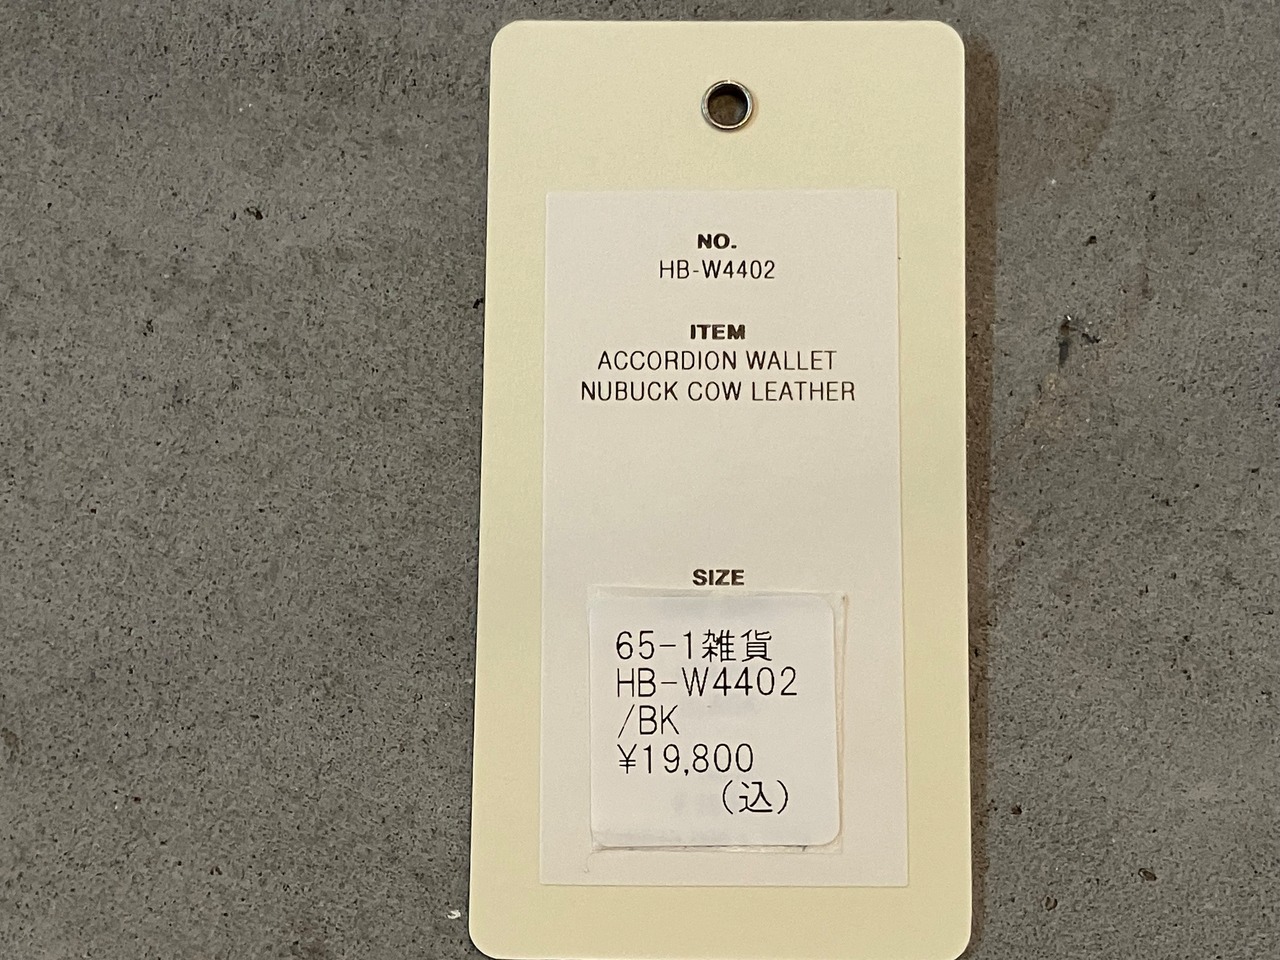 NO.
HB-W4402
ITEM
ACCORDION WALLET
NUBUCK COW LEATHER
SIZE
65-1雑貨
HB-W4402
/BK
¥19,800
(込)